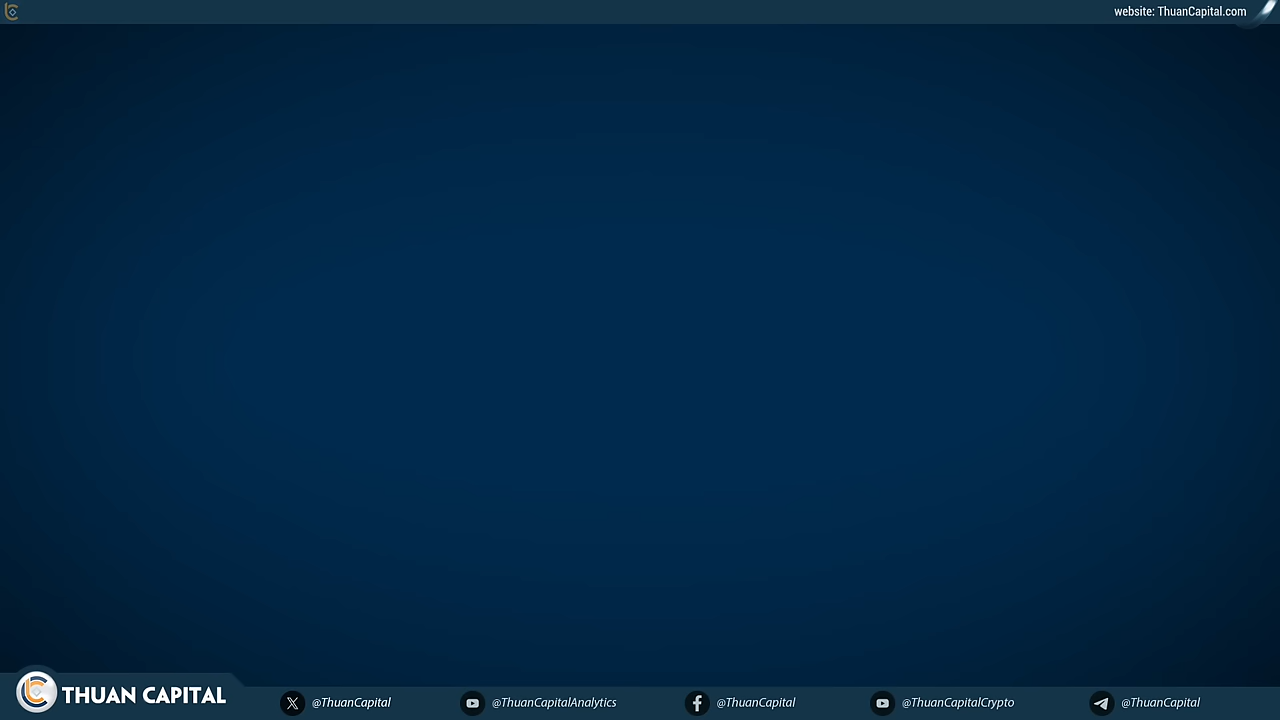 website: ThuanCapital.com
THUAN CAPITAL
@ThuanCapital
@ThuanCapitalAnalytics
@ThuanCapital
@ThuanCapitalCrypto
@ThuanCapital